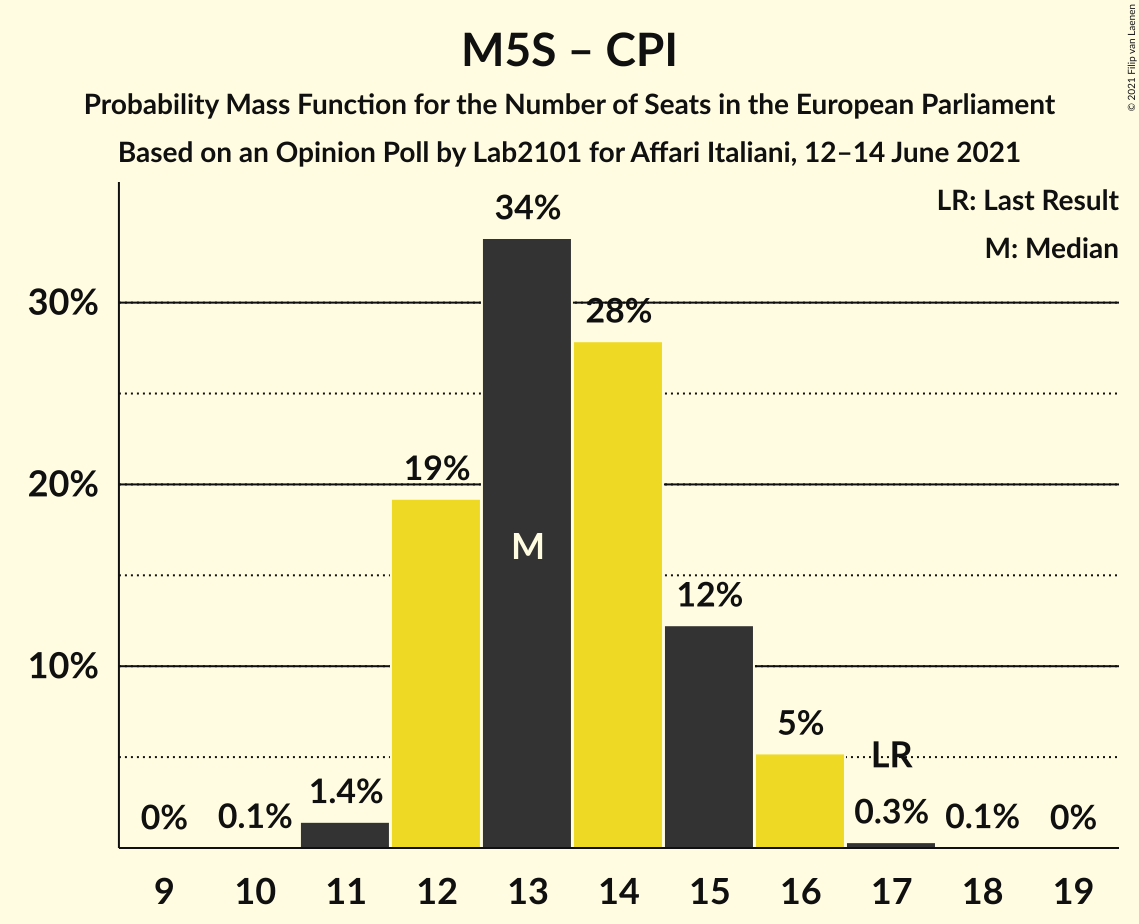 M5S – CPI
Probability Mass Function for the Number of Seats in the European Parliament
Based on an Opinion Poll by Lab2101 for Affari Italiani, 12–14 June 2021
© 2021 Filip van Laenen
LR: Last Result
M: Median
34%
30%
28%
20%
19%
M
12%
10%
5%
LR
1.4%
0%
0.1%
0.3%
0.1%
0%
9 10 11 12 13 14 15 16 17 18 19